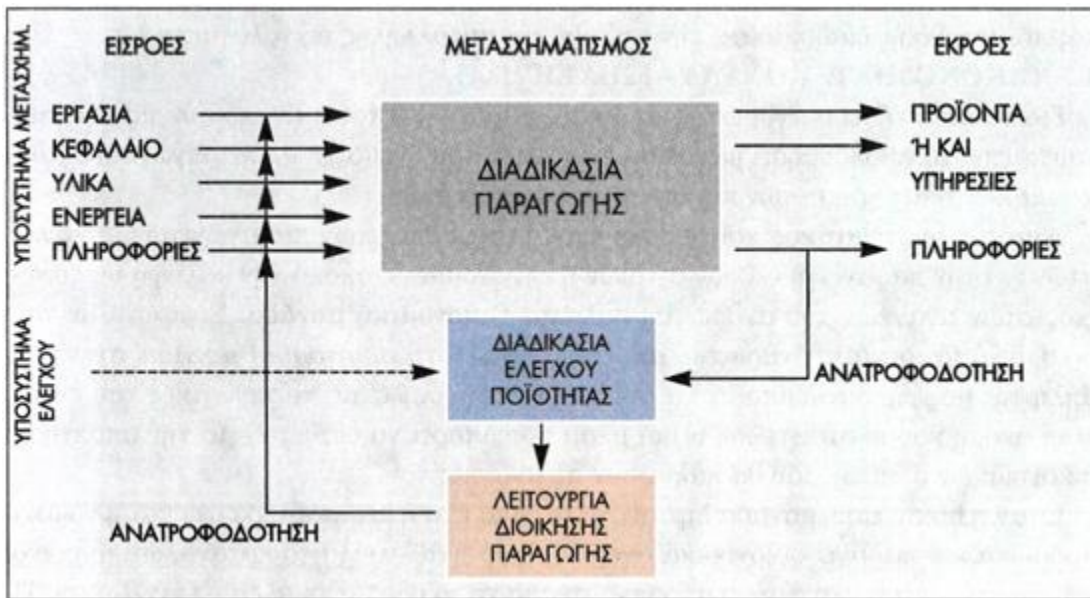 ΕΙΣΡΟΕΣ
ΜΕΤΑΣΧΗΜΑΤΙΣΜΟΣ
ΕΚΡΟΕΣ
ΥΠΟΣΥΣΤΗΜΑ ΜΕΤΑΣΧΗΜ.
ΕΡΓΑΣΙΑ
ΚΕΦΑΛΑΙΟ
ΥΛΙΚΑ
ΕΝΕΡΓΕΙΑ
ΠΛΗΡΟΦΟΡΙΕΣ
ΔΙΑΔΙΚΑΣΙΑ
ΠΑΡΑΓΩΓΗΣ
ΠΡΟΪΟΝΤΑ
Ή ΚΑΙ
ΥΠΗΡΕΣΙΕΣ
ΠΛΗΡΟΦΟΡΙΕΣ
ΥΠΟΣΥΣΤΗΜΑ
ΕΛΕΓΧΟΥ
ΔΙΑΔΙΚΑΣΙΑ
ΕΛΕΓΧΟΥ
ΠΟΪΟΤΗΤΑΣ
ΑΝΑΤΡΟΦΟΔΟΤΗΣΗ
ΛΕΙΤΟΥΡΓΙΑ
ΔΙΟΙΚΗΣΗΣ
ΠΑΡΑΓΩΓΗΣ
ΑΝΑΤΡΟΦΟΔΟΤΗΣΗ